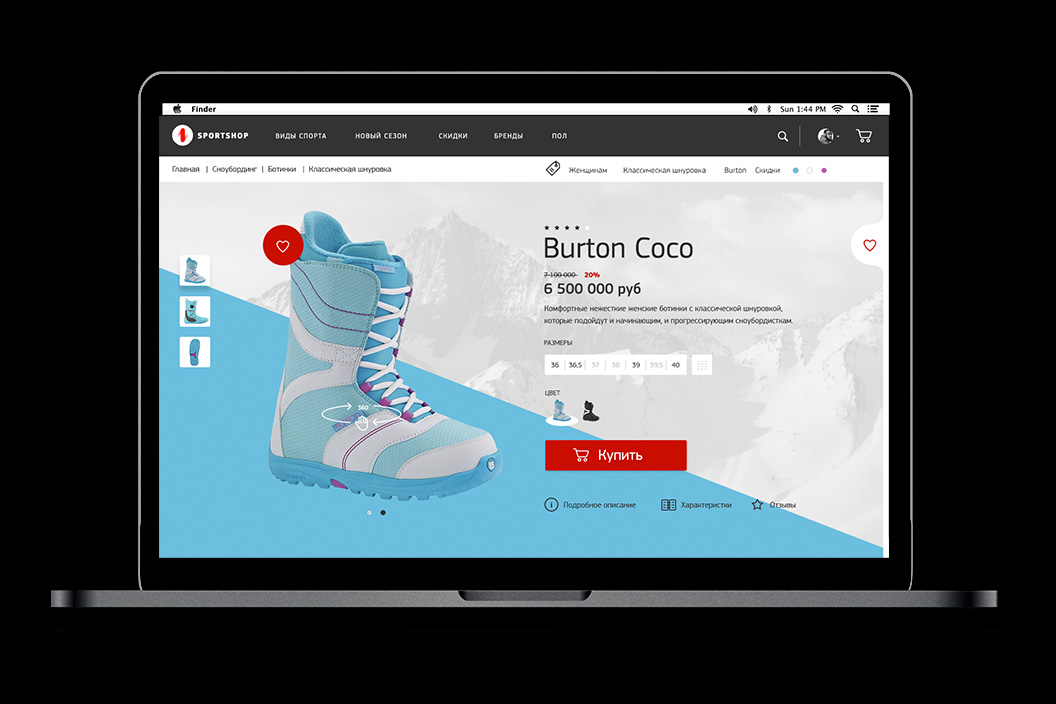 Finder
Sun 1:44 PM
SPORTSHOP
ВИДЫ СПОРТА
НОВЫЙ СЕЗОН
СКИДКИ
БРЕНДЫ
ПОЛ
Главная | Сноубординг | Ботинки | Классическая шнуровка
Женщинам
Классическая шнуровка
Burton
Скидки
Burton Coco
7 100 000 20%
6 500 000 руб
Комфортные нежесткие женские ботинки с классической шнуровкой,
которые подойдут и начинающим, и прогрессирующим сноубордисткам.
РАЗМЕРЫ
36 | 36,5 | 37 | 38 | 39 | 39,5 | 40
ЦВЕТ
360
Купить
Подробное описание
Характеристки
Отзывы